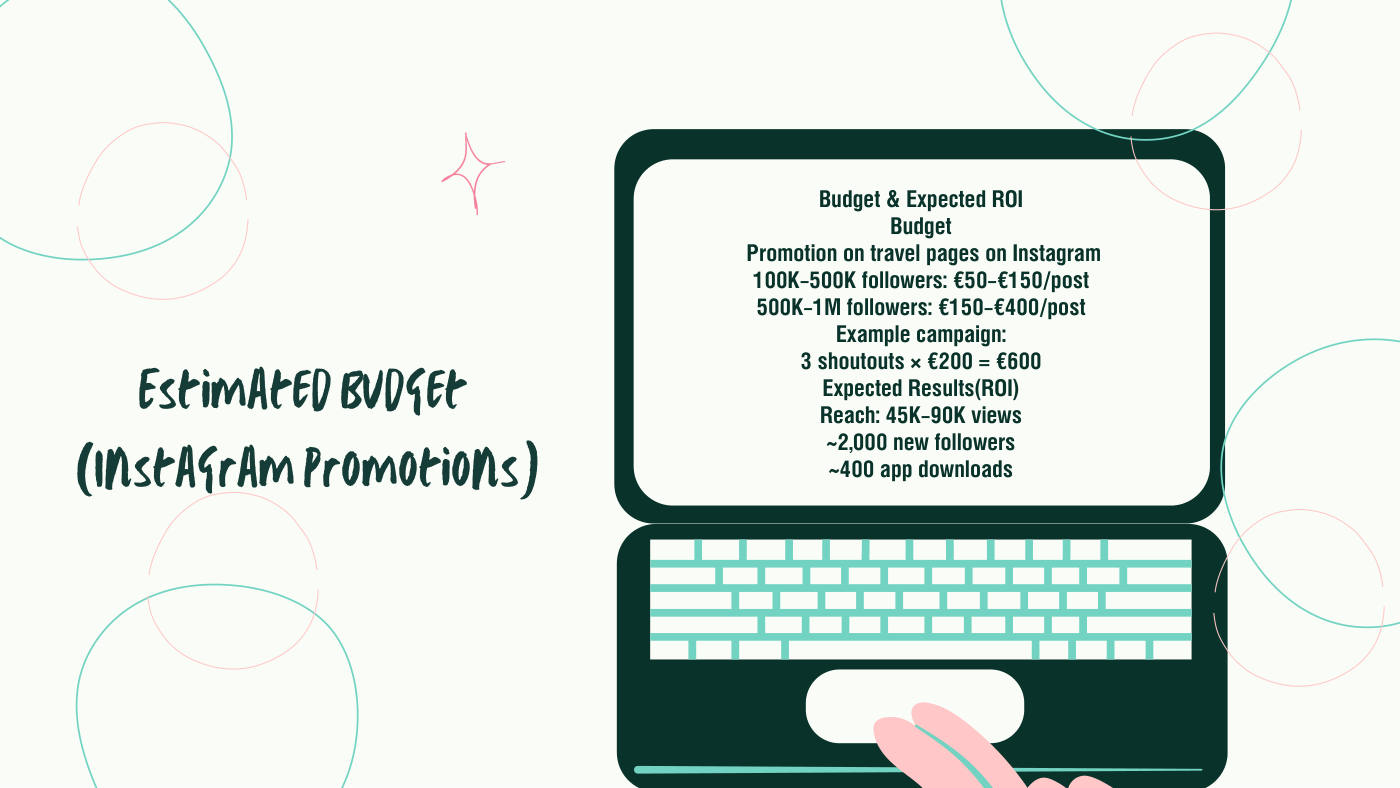 EstimAtED BUDGEt
(InstAGrAm Promotions)
Budget & Expected ROI
Budget
Promotion on travel pages on Instagram
100K–500K followers: €50–€150/post
500K–1M followers: €150–€400/post
Example campaign:
3 shoutouts × €200 = €600
Expected Results(ROI)
Reach: 45K–90K views
~2,000 new followers
~400 app downloads